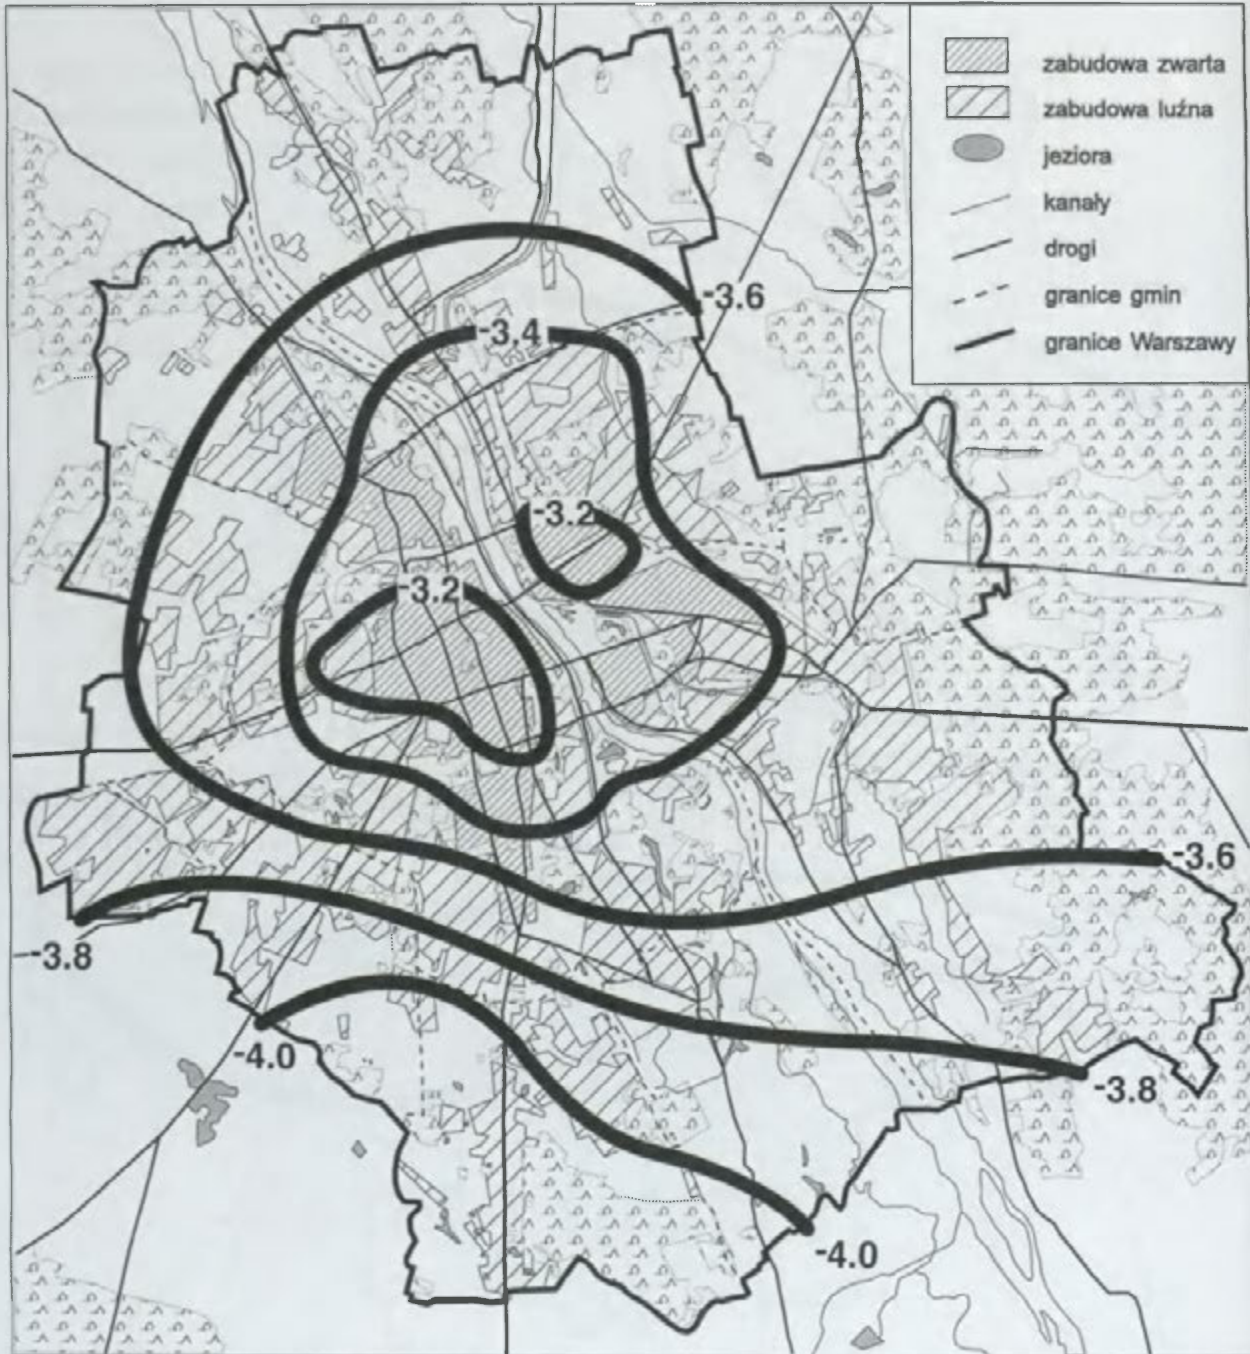 zabudowa zwarta
zabudowa luźna
jeziora
kanały
drogi
granice gmin
granice Warszawy
-3.6
-3.4
-3.2
-3.2
-3.6
-3.8
-4.0
-3.8
-4.0